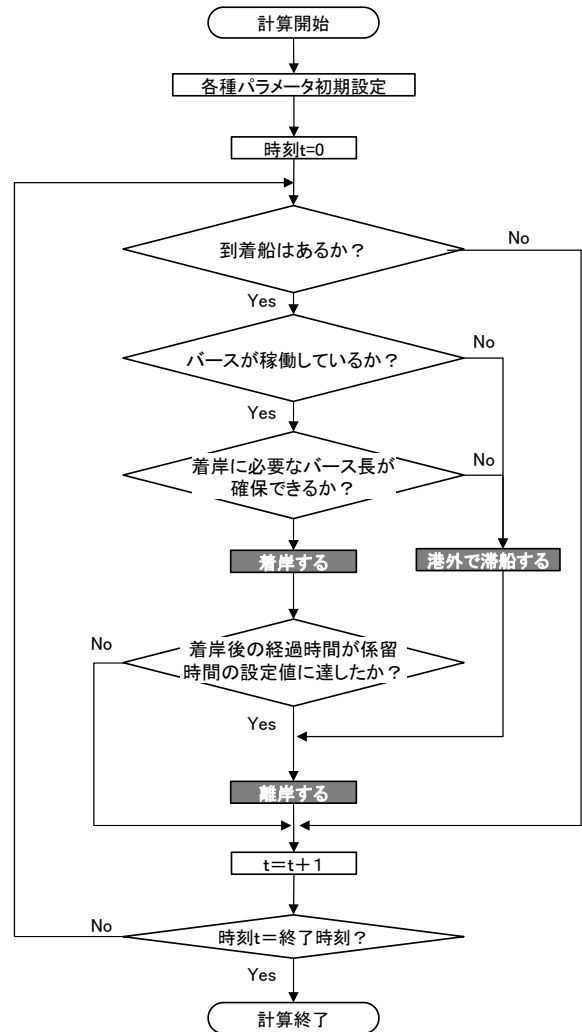 計算開始
各種パラメータ初期設定
時刻t=0
到着船はあるか？
No
Yes
バースが稼働しているか？
No
Yes
着岸に必要なバース長が
確保できるか？
No
Yes
着岸する
港外で滞船する
着岸後の経過時間が係留
時間の設定値に達したか？
No
Yes
離岸する
t＝t＋1
時刻t＝終了時刻？
No
Yes
計算終了